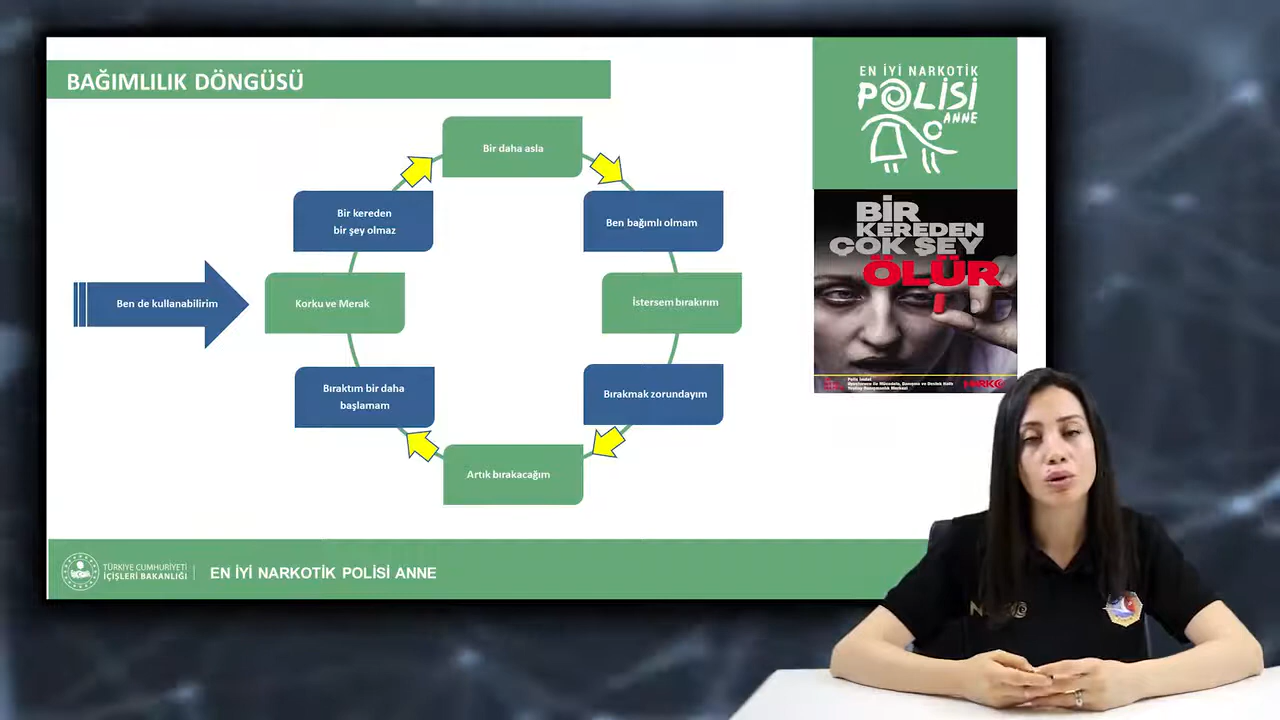 BAĞIMLILIK DÖNGÜSÜ
Bir daha asla
Bir kereden
bir şey olmaz
Ben bağımlı olmam
Ben de kullanabilirim
Korku ve Merak
İstersem bırakırım
Bıraktım bir daha
başlamam
Bırakmak zorundayım
Artık bırakacağım
EN İYİ NARKOTİK
POLİSİ
ANNE
BİR
KEREDEN
ÇOK ŞEY
ÖLÜR
TÜRKİYE CUMHURİYETİ
İÇİŞLERİ BAKANLIĞI
EN İYİ NARKOTİK POLİSİ ANNE